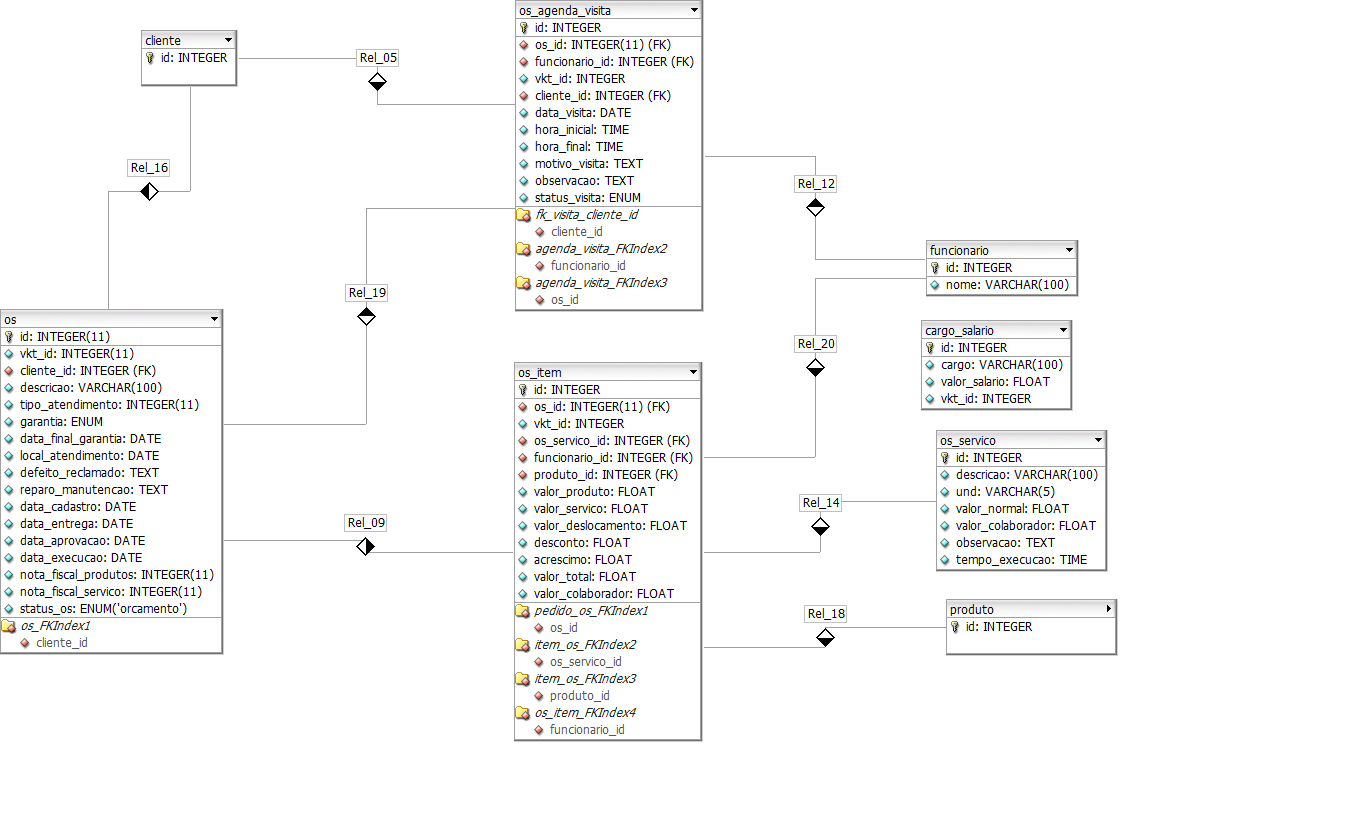 cliente
id: INTEGER
Rel_05
Rel_16
os_agenda_visita
id: INTEGER
os_id: INTEGER(11) (FK)
funcionario_id: INTEGER (FK)
vkt_id: INTEGER
cliente_id: INTEGER (FK)
data_visita: DATE
hora_inicial: TIME
hora_final: TIME
motivo_visita: TEXT
observacao: TEXT
status_visita: ENUM
fk_visita_cliente_id
cliente_id
agenda_visita_FKIndex2
funcionario_id
agenda_visita_FKIndex3
os_id
Rel_12
Rel_19
funcionario
id: INTEGER
nome: VARCHAR(100)
Rel_20
cargo_salario
id: INTEGER
cargo: VARCHAR(100)
valor_salario: FLOAT
vkt_id: INTEGER
os
id: INTEGER(11)
vkt_id: INTEGER(11)
cliente_id: INTEGER (FK)
descricao: VARCHAR(100)
tipo_atendimento: INTEGER(11)
garantia: ENUM
data_final_garantia: DATE
local_atendimento: DATE
defeito_reclamado: TEXT
reparo_manutencao: TEXT
data_cadastro: DATE
data_entrega: DATE
data_aprovacao: DATE
data_execucao: DATE
nota_fiscal_produtos: INTEGER(11)
nota_fiscal_servico: INTEGER(11)
status_os: ENUM('orcamento')
os_FKIndex1
cliente_id
Rel_09
os_item
id: INTEGER
os_id: INTEGER(11) (FK)
vkt_id: INTEGER
os_servico_id: INTEGER (FK)
funcionario_id: INTEGER (FK)
produto_id: INTEGER (FK)
valor_produto: FLOAT
valor_servico: FLOAT
valor_deslocamento: FLOAT
desconto: FLOAT
acrescimo: FLOAT
valor_total: FLOAT
valor_colaborador: FLOAT
pedido_os_FKIndex1
os_id
item_os_FKIndex2
os_servico_id
item_os_FKIndex3
produto_id
os_item_FKIndex4
funcionario_id
Rel_14
os_servico
id: INTEGER
descricao: VARCHAR(100)
und: VARCHAR(5)
valor_normal: FLOAT
valor_colaborador: FLOAT
observacao: TEXT
tempo_execucao: TIME
Rel_18
produto
id: INTEGER